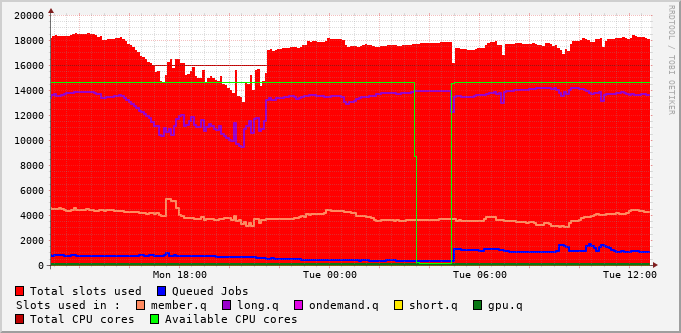 RRDTOOL / TOBI OETIKER
20000
18000
16000
14000
12000
10000
8000
6000
4000
2000
0
Mon 18:00 Tue 00:00 Tue 06:00 Tue 12:00
Total slots used Queued Jobs
Slots used in : member.q long.q ondemand.q short.q gpu.q
Total CPU cores Available CPU cores